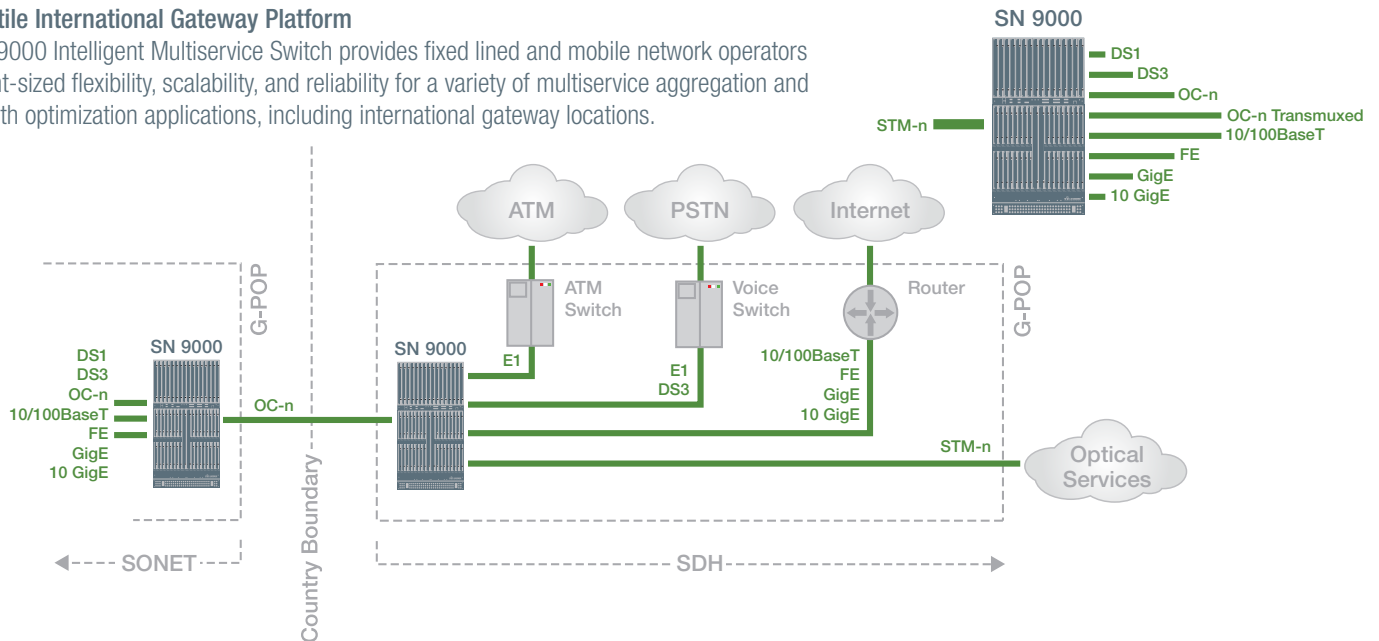 International Gateway Platform
9000 Intelligent Multiservice Switch provides fixed lined and mobile network operators
flexibility, scalability, and reliability for a variety of multiservice aggregation and
optimization applications, including international gateway locations.
SN 9000
DS1
DS3
OC-n
OC-n Transmuxed
10/100BaseT
FE
GigE
10 GigE
STM-n
ATM
PSTN
Internet
G-POP
ATM
Switch
Voice
Switch
Router
G-POP
SN 9000
DS1
DS3
OC-n
10/100BaseT
FE
GigE
10 GigE
OC-n
SN 9000
E1
E1
DS3
10/100BaseT
FE
GigE
10 GigE
STM-n
Optical
Services
Country Boundary
SONET
SDH